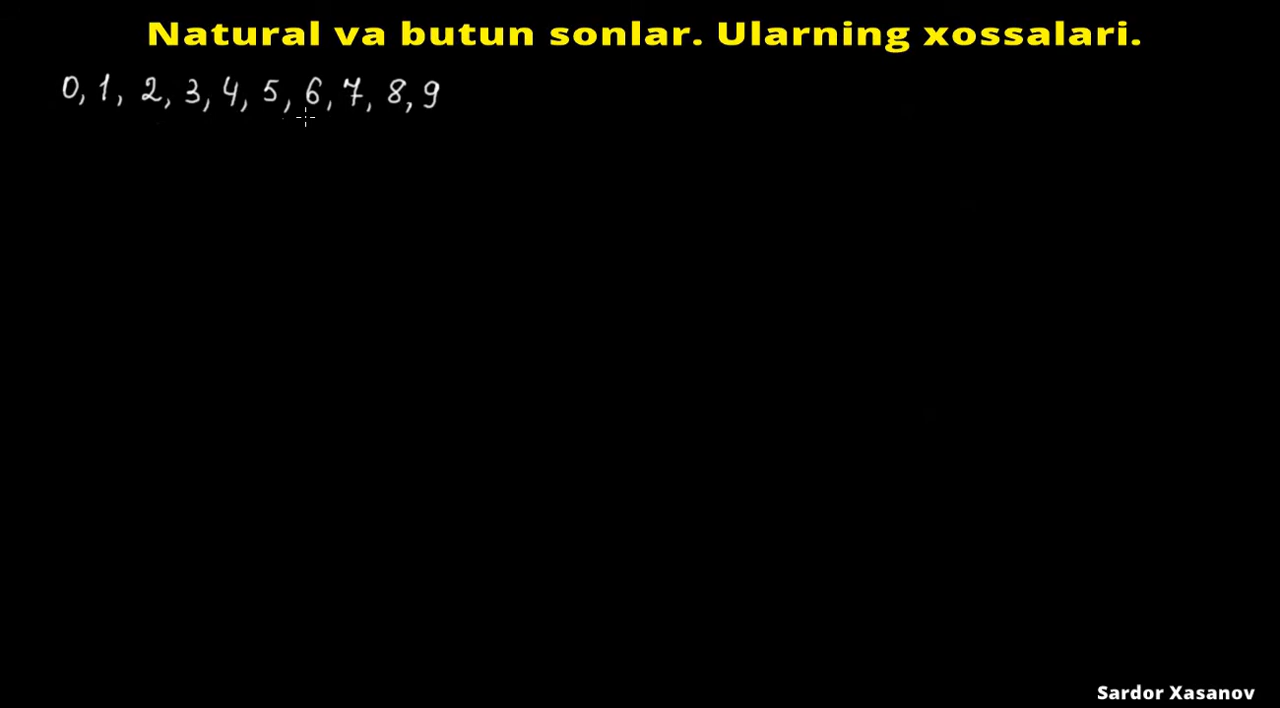 Natural va butun sonlar. Ularning xossalari.
0, 1, 2, 3, 4, 5, 6, 7, 8, 9
Sardor Xasanov